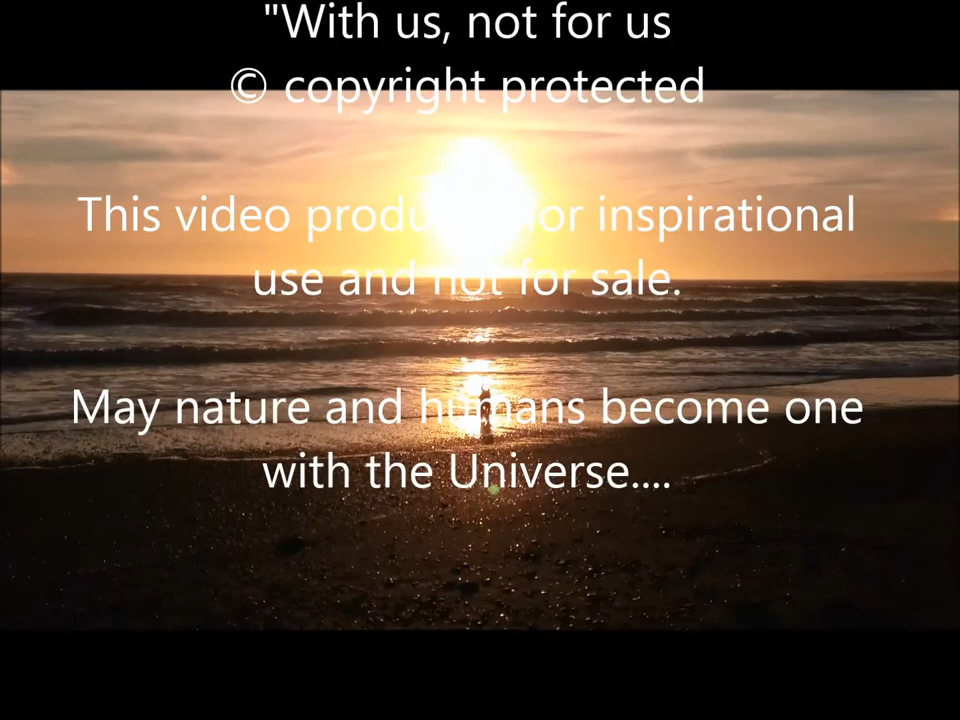 "With us, not for us
© copyright protected
This video produced for inspirational
use and not for sale.
May nature and humans become one
with the Universe....